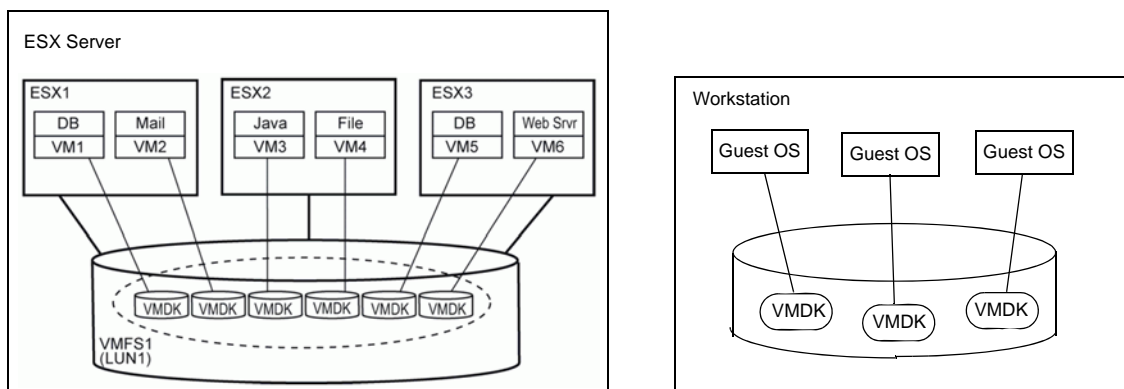 ESX Server
ESX1
DB
Mail
VM1
VM2
ESX2
Java
File
VM3
VM4
ESX3
DB
Web Srvr
VM5
VM6
VMDK
VMDK
VMDK
VMDK
VMDK
VMDK
VMFS1
(LUN1)
Workstation
Guest OS
Guest OS
Guest OS
VMDK
VMDK
VMDK